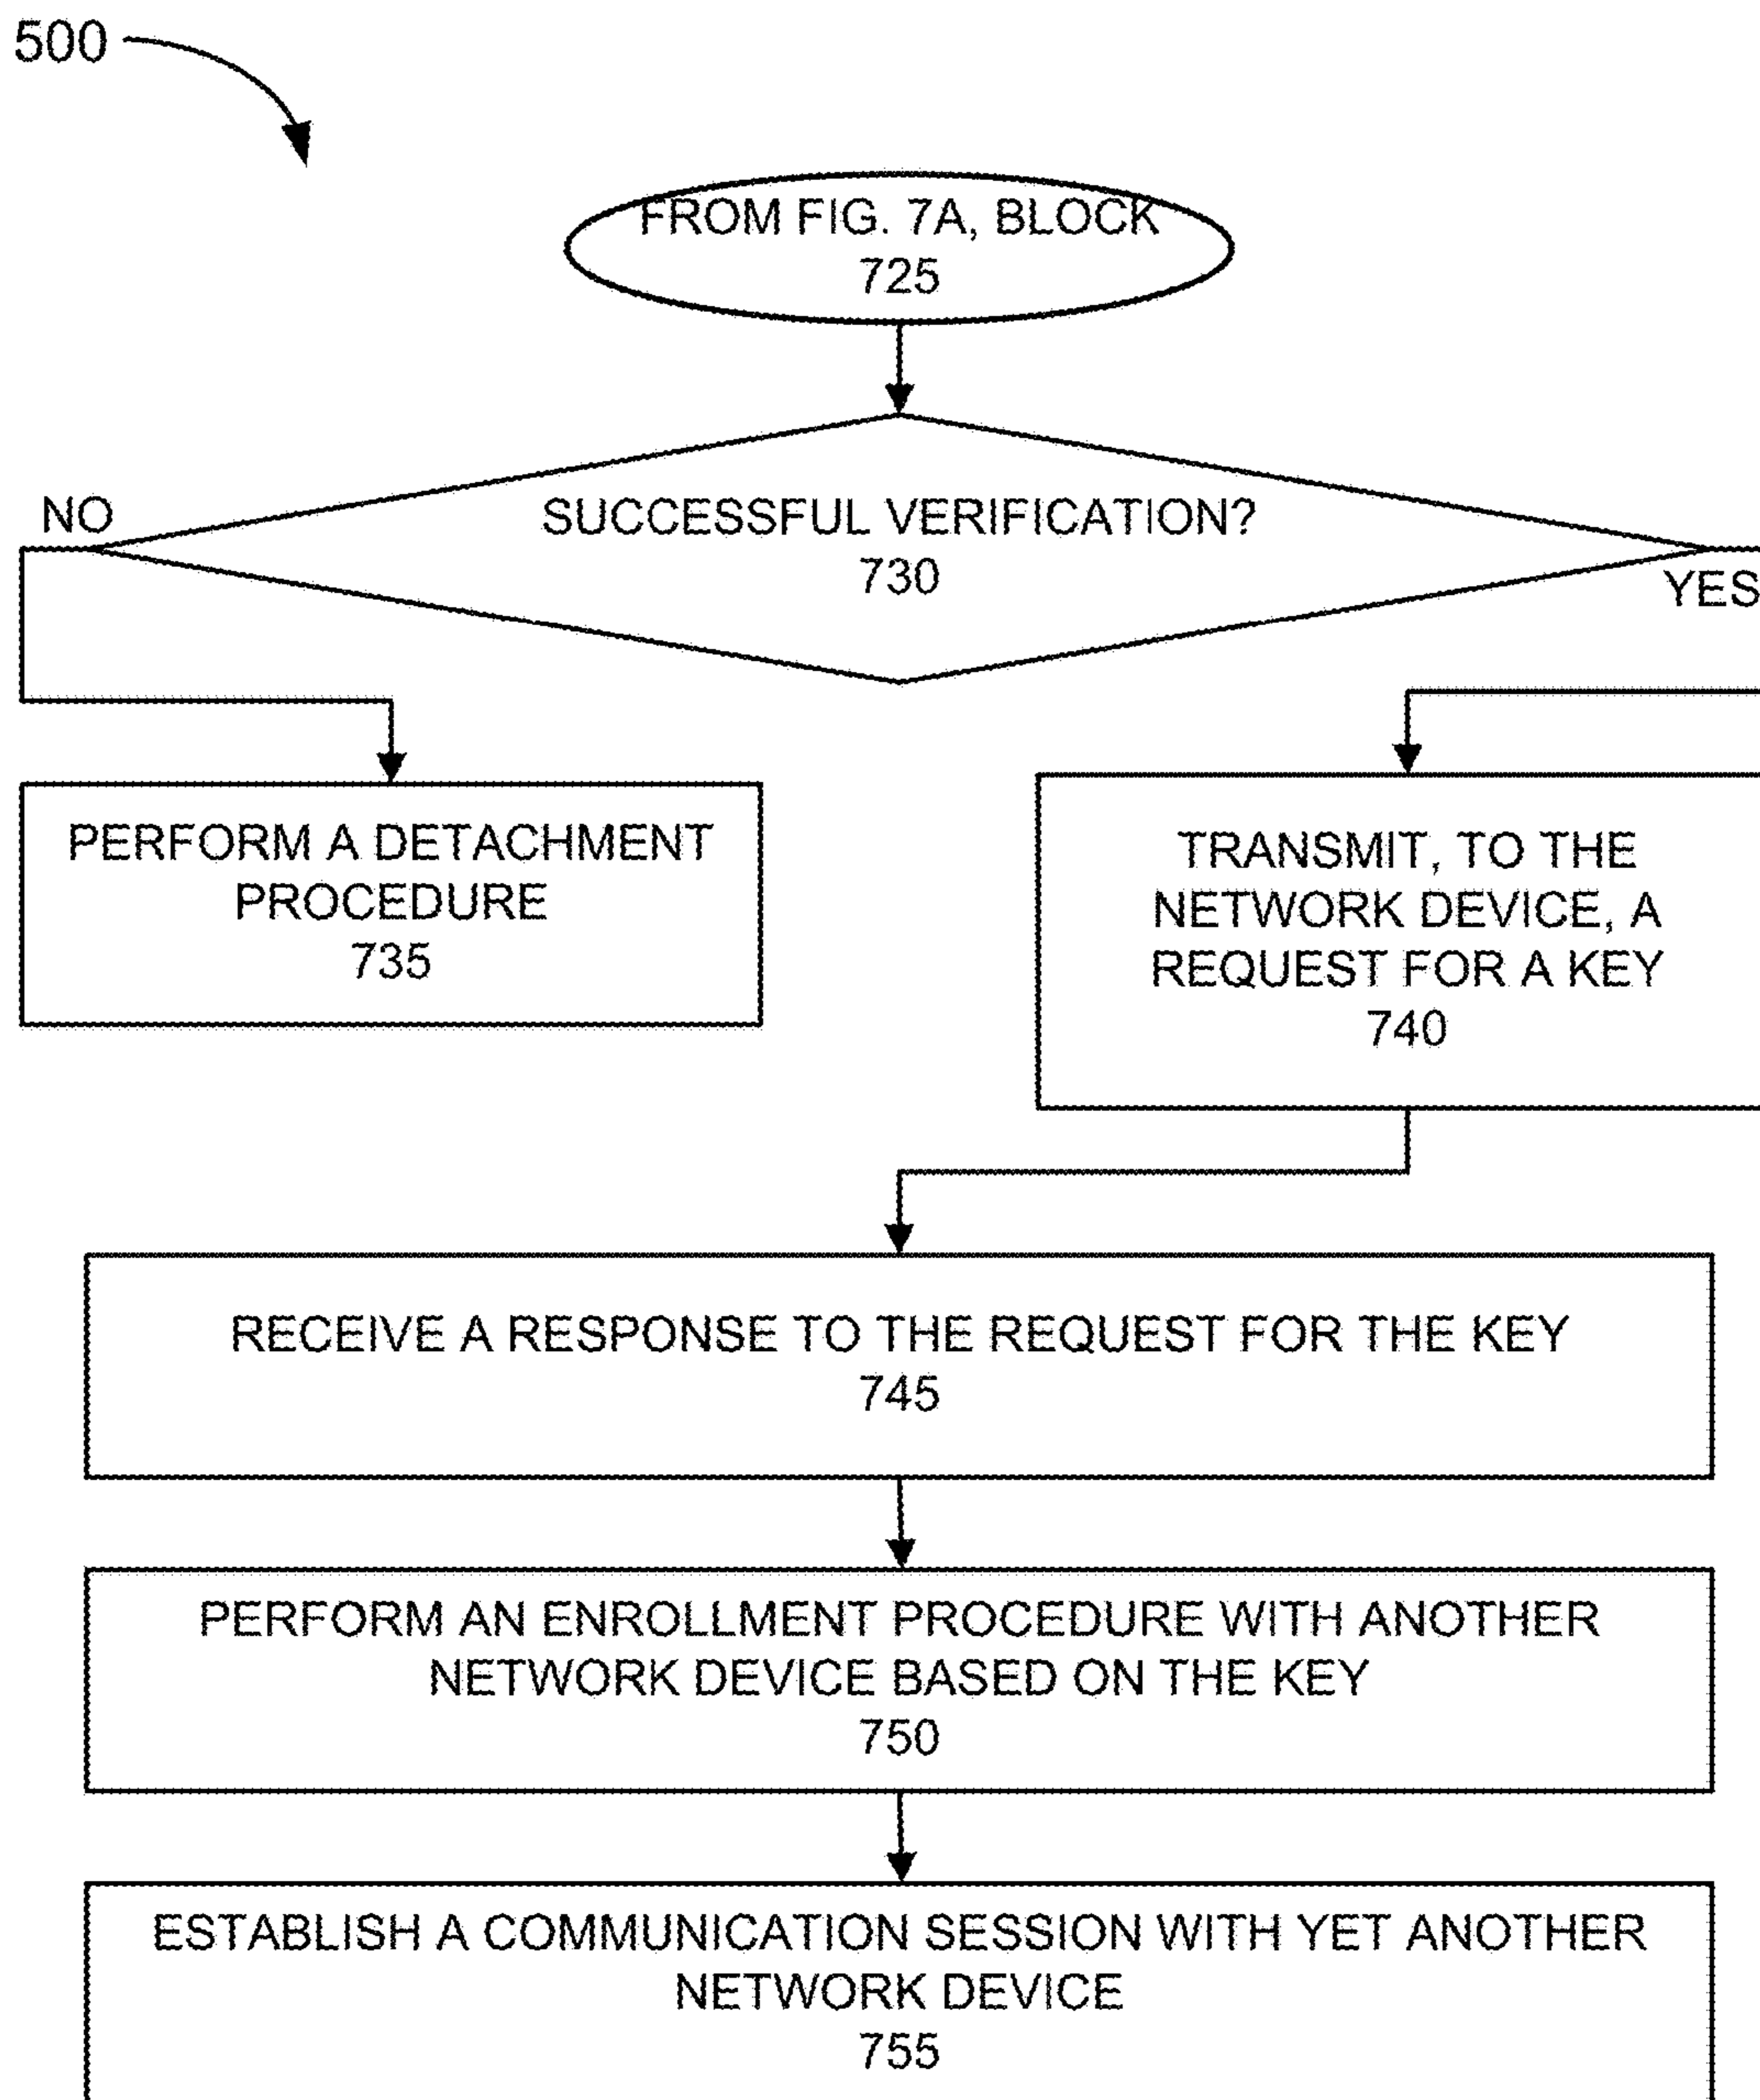 500
FROM FIG. 7A, BLOCK
725
SUCCESSFUL VERIFICATION?
730
NO
YES
PERFORM A DETACHMENT
PROCEDURE
735
TRANSMIT, TO THE
NETWORK DEVICE, A
REQUEST FOR A KEY
740
RECEIVE A RESPONSE TO THE REQUEST FOR THE KEY
745
PERFORM AN ENROLLMENT PROCEDURE WITH ANOTHER
NETWORK DEVICE BASED ON THE KEY
750
ESTABLISH A COMMUNICATION SESSION WITH YET ANOTHER
NETWORK DEVICE
755